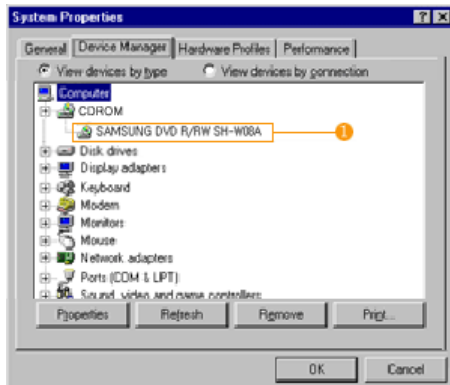 System Properties
General Device Manager Hardware Profiles Performance
View devices by type View devices by connection
Computer
CDROM
SAMSUNG DVD R/RW SH-W08A
1
Disk drives
Display adapters
Keyboard
Modem
Monitors
Mouse
Network adapters
Ports (COM & LPT)
Sound, video and game controllers
Properties Refresh Remove Print...
OK Cancel